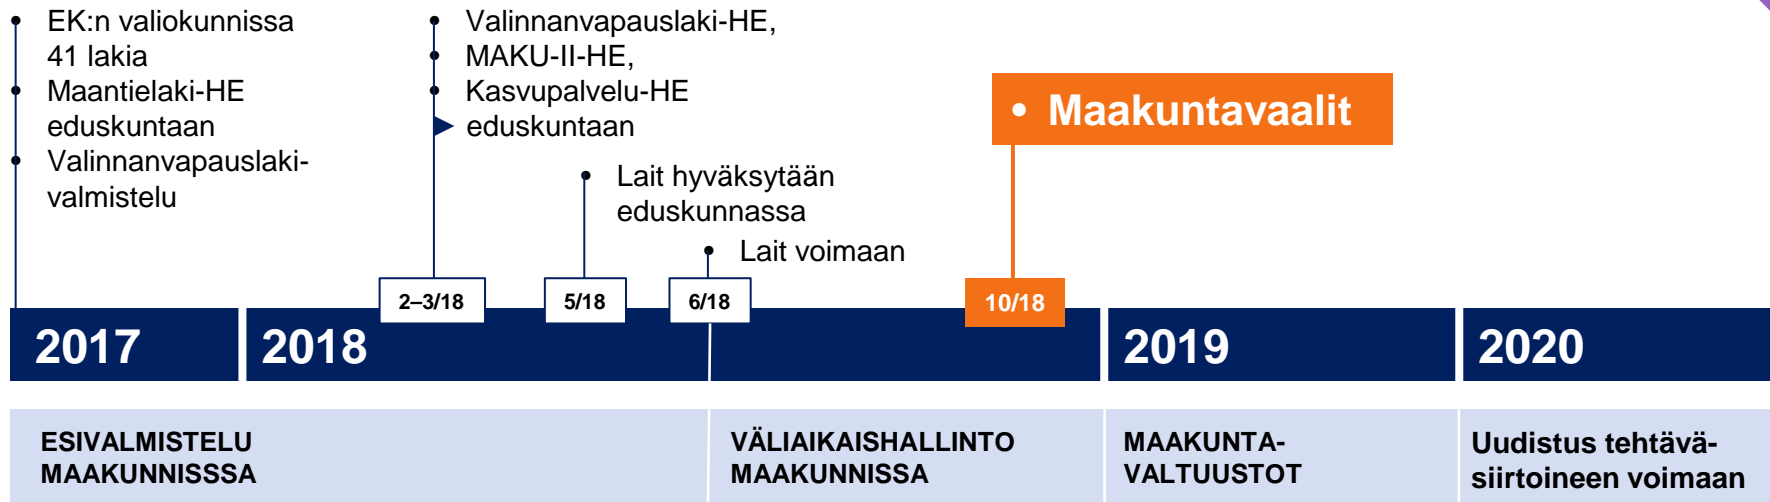 • EK:n valiokunnissa
41 lakia
• Maantielaki-HE
eduskuntaan
• Valinnanvapauslaki-
valmistelu
• Valinnanvapauslaki-HE,
• MAKU-II-HE,
• Kasvupalvelu-HE
eduskuntaan
• Lait hyväksytään
eduskunnassa
• Lait voimaan
• Maakuntavaalit
2–3/18
5/18
6/18
10/18
2017
2018
2019
2020
ESIVALMISTELU
MAAKUNNISSSA
VÄLIAIKAISHALLINTO
MAAKUNNISSA
MAAKUNTA-
VALTUUSTOT
Uudistus tehtävä-
siirtoineen voimaan